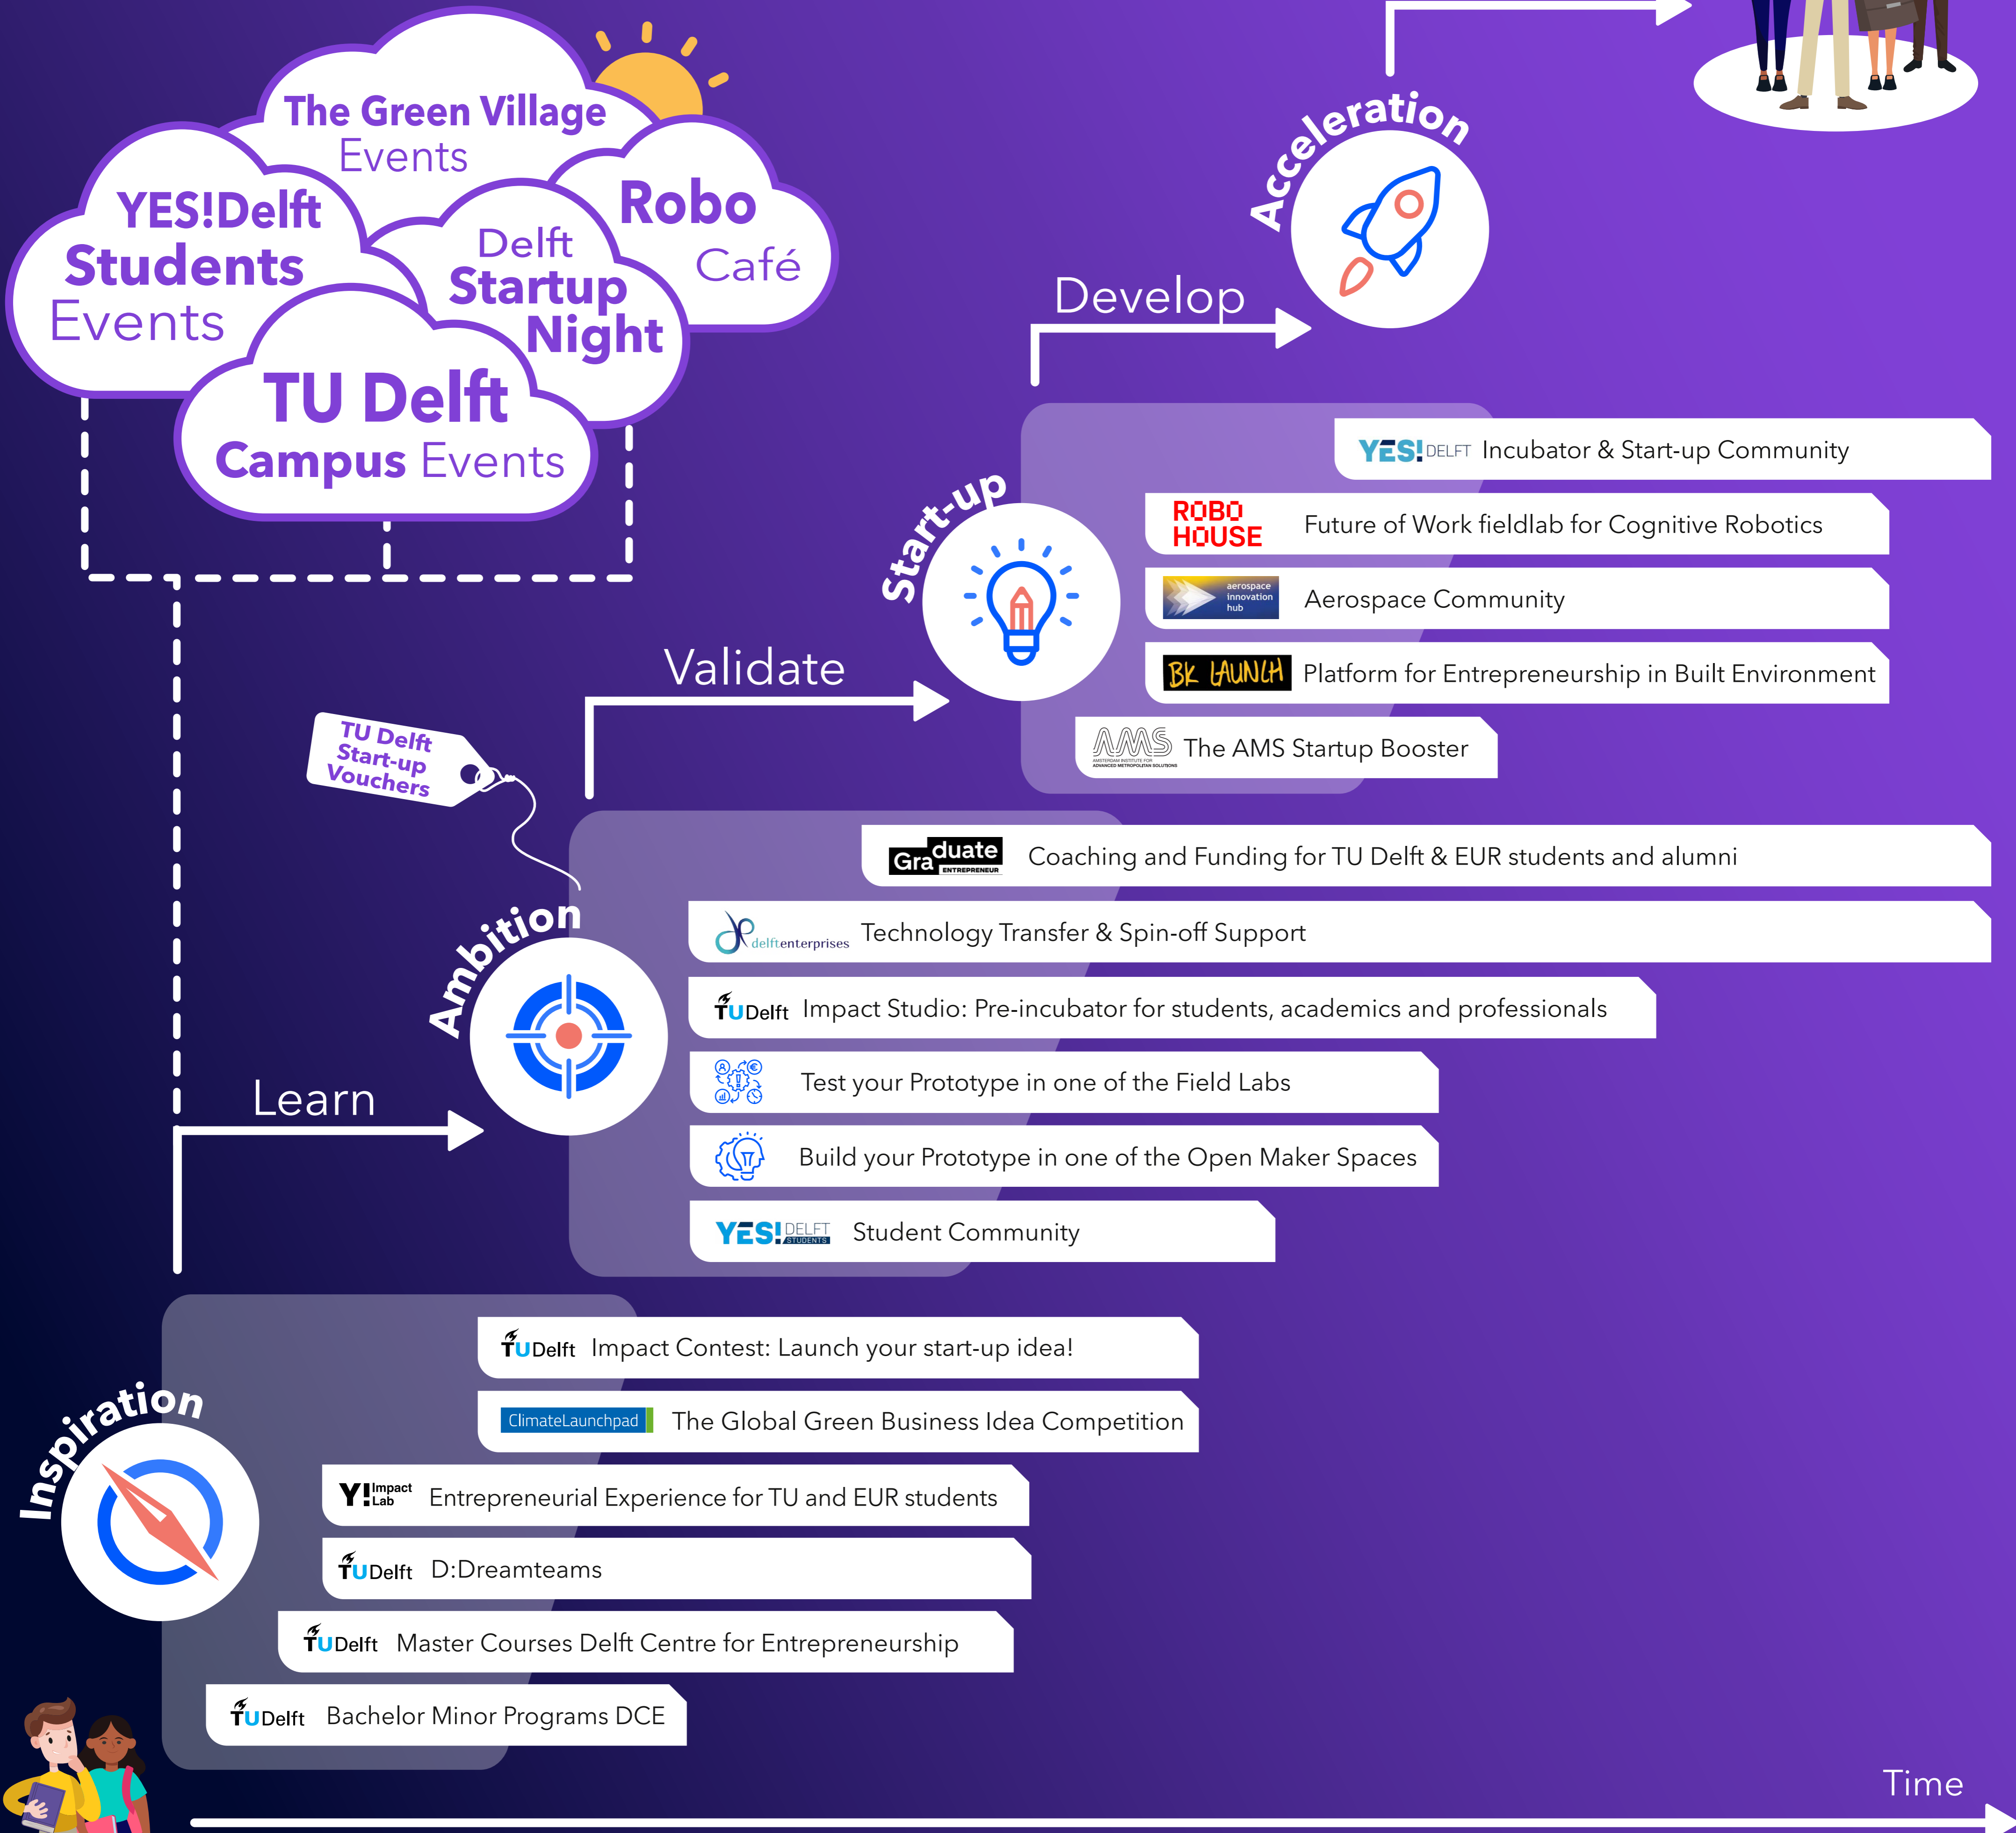 The Green Village
Events
YES!Delft
Students
Events
Delft
Startup
Night
Robo
Café
TU Delft
Campus Events
Acceleration
Develop
Start-up
YES! DELFT Incubator & Start-up Community
ROBO
HOUSE
Future of Work fieldlab for Cognitive Robotics
aerospace
innovation
hub
Aerospace Community
BK LAUNCH Platform for Entrepreneurship in Built Environment
AMS
AMSTERDAM INSTITUTE FOR
ADVANCED METROPOLITAN SOLUTIONS
The AMS Startup Booster
Validate
TU Delft
Start-up
Vouchers
Ambition
Graduate
ENTREPRENEUR
Coaching and Funding for TU Delft & EUR students and alumni
delftenterprises Technology Transfer & Spin-off Support
TU Delft Impact Studio: Pre-incubator for students, academics and professionals
Test your Prototype in one of the Field Labs
Build your Prototype in one of the Open Maker Spaces
YES! DELFT
STUDENTS
Student Community
Learn
Inspiration
TU Delft Impact Contest: Launch your start-up idea!
ClimateLaunchpad The Global Green Business Idea Competition
Y! Impact
Lab
Entrepreneurial Experience for TU and EUR students
TU Delft D:Dreamteams
TU Delft Master Courses Delft Centre for Entrepreneurship
TU Delft Bachelor Minor Programs DCE
Time